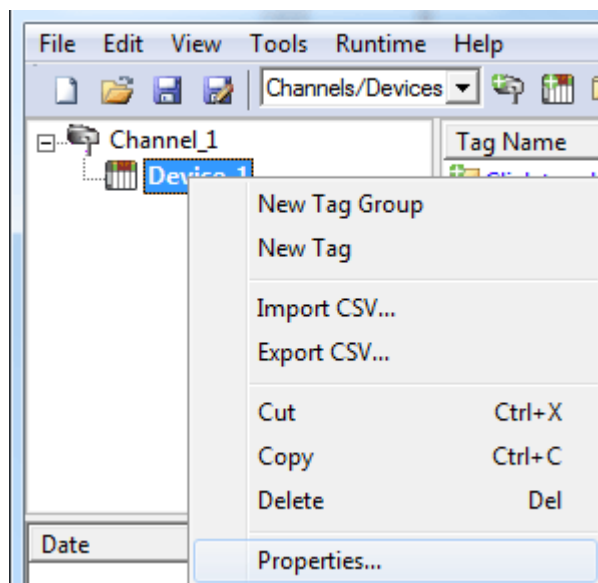 File Edit View Tools Runtime Help
Channels/Devices
Channel_1
Tag Name
Device_1
New Tag Group
New Tag
Import CSV...
Export CSV...
Cut Ctrl+X
Copy Ctrl+C
Delete Del
Date
Properties...